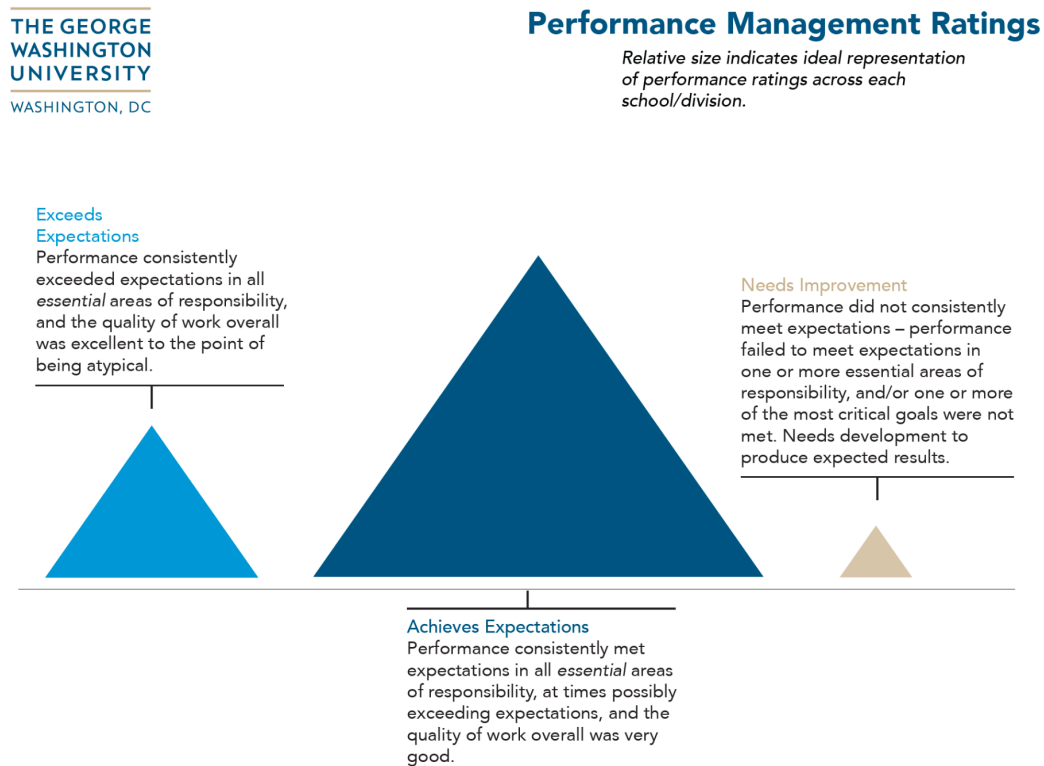 THE GEORGE
WASHINGTON
UNIVERSITY
WASHINGTON, DC
Performance Management Ratings
Relative size indicates ideal representation
of performance ratings across each
school/division.
Exceeds
Expectations
Performance consistently
exceeded expectations in all
essential areas of responsibility,
and the quality of work overall
was excellent to the point of
being atypical.
Needs Improvement
Performance did not consistently
meet expectations – performance
failed to meet expectations in
one or more essential areas of
responsibility, and/or one or more
of the most critical goals were not
met. Needs development to
produce expected results.
Achieves Expectations
Performance consistently met
expectations in all essential areas
of responsibility, at times possibly
exceeding expectations, and the
quality of work overall was very
good.